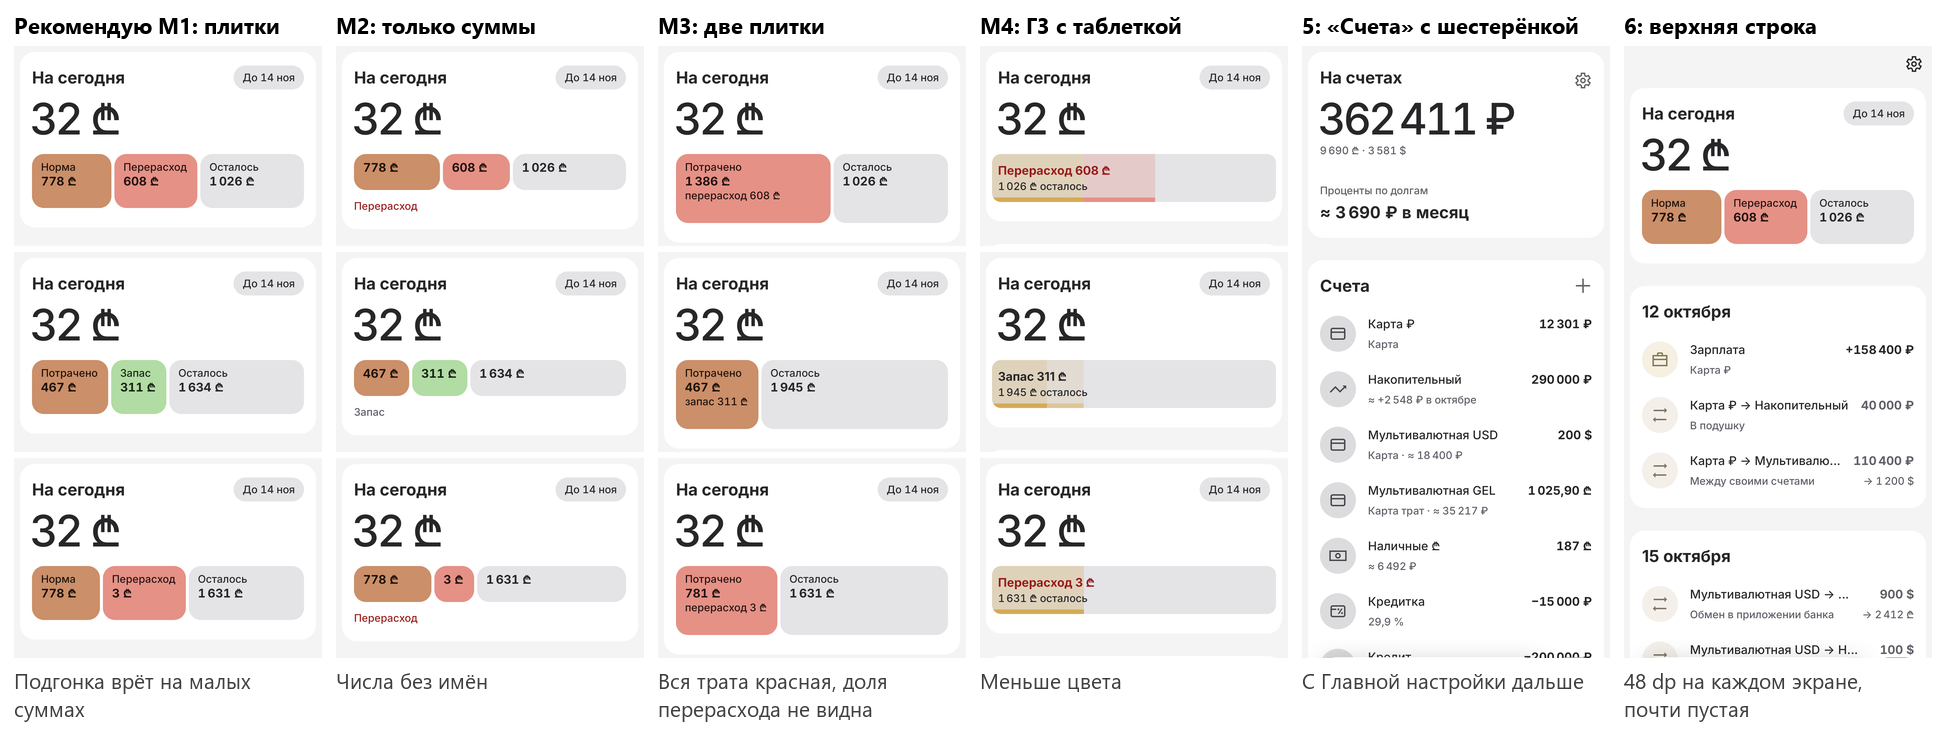 Рекомендую М1: плитки
На сегодня
До 14 ноя
32 ₾
Норма
778 ₾
Перерасход
608 ₾
Осталось
1 026 ₾
На сегодня
До 14 ноя
32 ₾
Потрачено
467 ₾
Запас
311 ₾
Осталось
1 634 ₾
На сегодня
До 14 ноя
32 ₾
Норма
778 ₾
Перерасход
3 ₾
Осталось
1 631 ₾
Подгонка врёт на малых
суммах
М2: только суммы
На сегодня
До 14 ноя
32 ₾
778 ₾
608 ₾
1 026 ₾
Перерасход
На сегодня
До 14 ноя
32 ₾
467 ₾
311 ₾
1 634 ₾
Запас
На сегодня
До 14 ноя
32 ₾
778 ₾
3 ₾
1 631 ₾
Перерасход
Числа без имён
М3: две плитки
На сегодня
До 14 ноя
32 ₾
Потрачено
1 386 ₾
перерасход 608 ₾
Осталось
1 026 ₾
На сегодня
До 14 ноя
32 ₾
Потрачено
467 ₾
запас 311 ₾
Осталось
1 945 ₾
На сегодня
До 14 ноя
32 ₾
Потрачено
781 ₾
перерасход 3 ₾
Осталось
1 631 ₾
Вся трата красная, доля
перерасхода не видна
М4: Г3 с таблеткой
На сегодня
До 14 ноя
32 ₾
Перерасход 608 ₾
1 026 ₾ осталось
На сегодня
До 14 ноя
32 ₾
Запас 311 ₾
1 945 ₾ осталось
На сегодня
До 14 ноя
32 ₾
Перерасход 3 ₾
1 631 ₾ осталось
Меньше цвета
5: «Счета» с шестерёнкой
На счетах
362 411 ₽
9 690 ₾ · 3 581 $
Проценты по долгам
≈ 3 690 ₽ в месяц
Счета
Карта ₽
12 301 ₽
Карта
Накопительный
290 000 ₽
≈ +2 548 ₽ в октябре
Мультивалютная USD
200 $
Карта · ≈ 18 400 ₽
Мультивалютная GEL
1 025,90 ₾
Карта трат · ≈ 35 217 ₽
Наличные ₾
187 ₾
≈ 6 492 ₽
Кредитка
−15 000 ₽
29,9 %
Кредит
−200 000 ₽
С Главной настройки дальше
6: верхняя строка
На сегодня
До 14 ноя
32 ₾
Норма
778 ₾
Перерасход
608 ₾
Осталось
1 026 ₾
12 октября
Зарплата
+158 400 ₽
Карта ₽
Карта ₽ → Накопительный
40 000 ₽
В подушку
Карта ₽ → Мультивалю...
110 400 ₽
Между своими счетами
→ 1 200 $
15 октября
Мультивалютная USD → ...
900 $
Обмен в приложении банка
→ 2 412 ₾
Мультивалютная USD → Н...
100 $
48 dp на каждом экране,
почти пустая